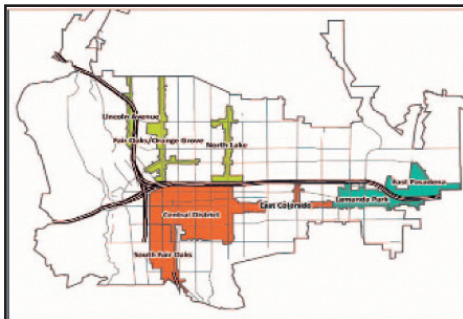 Lincoln Avenue
Fair Oaks/Orange Grove
North Lake
East Pasadena
Lamanda Park
East Colorado
Central District
South Fair Oaks